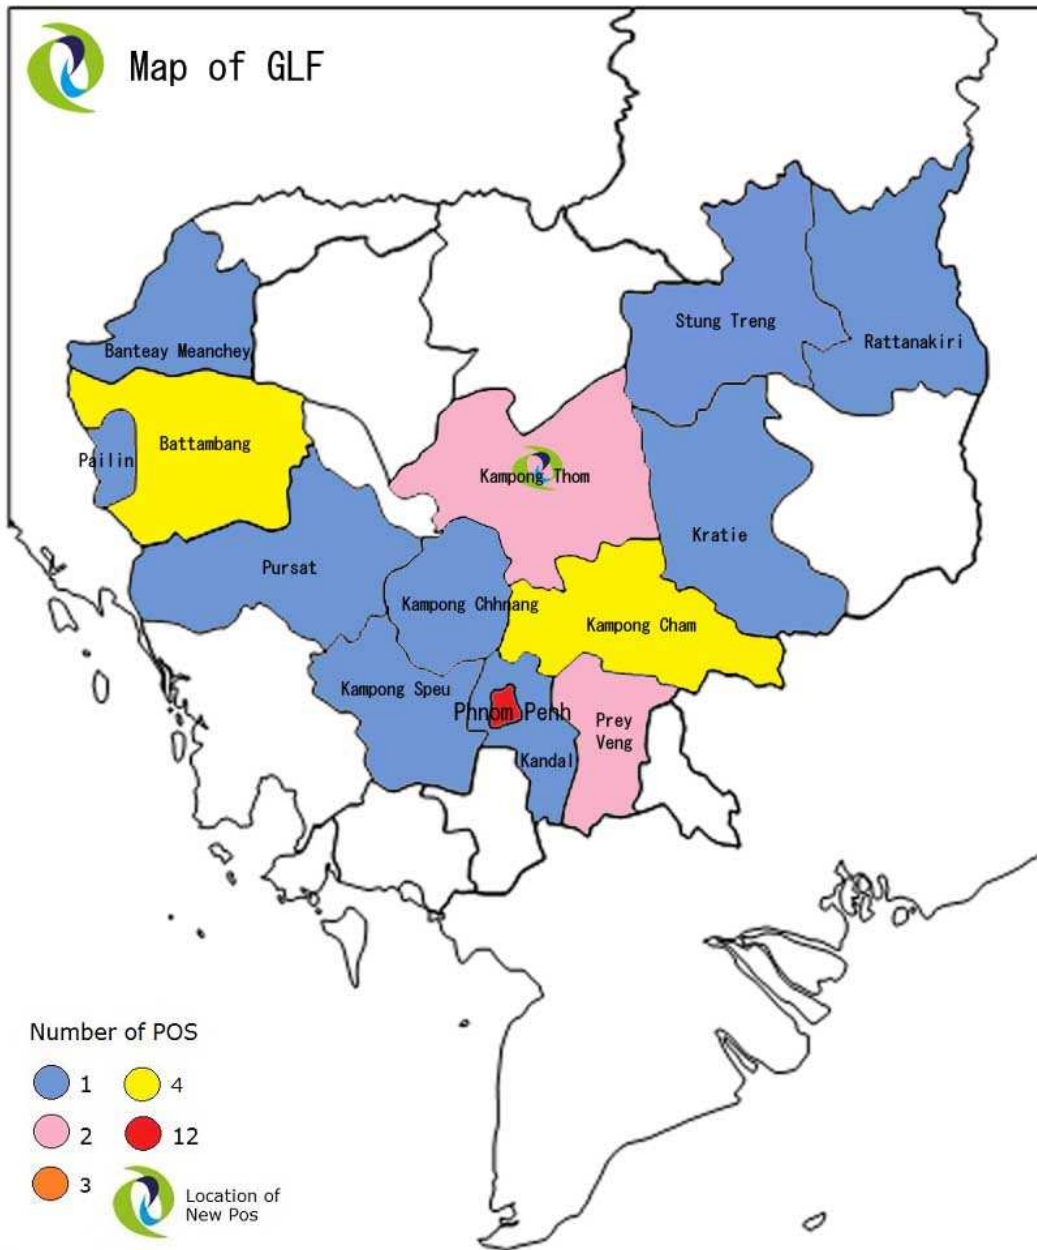 Map of GLF
Stung Treng
Rattanakiri
Banteay Meanchey
Battambang
Pailin
Kampong Thom
Kratie
Pursat
Kampong Chhnang
Kampong Cham
Kampong Speu
Phnom Penh
Prey
Veng
Kandal
Number of POS
1
4
2
12
3
Location of
New Pos